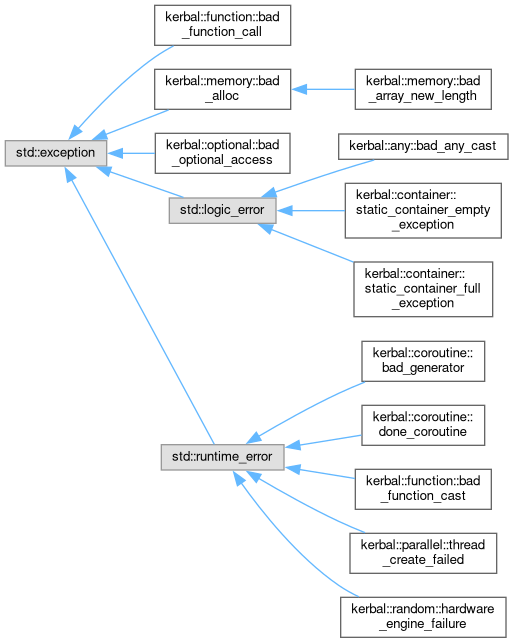 kerbal::function::bad
_function_call
kerbal::memory::bad
_alloc
kerbal::memory::bad
_array_new_length
kerbal::optional::bad
_optional_access
std::exception
kerbal::any::bad_any_cast
std::logic_error
kerbal::container::
static_container_empty
_exception
kerbal::container::
static_container_full
_exception
kerbal::coroutine::
bad_generator
kerbal::coroutine::
done_coroutine
std::runtime_error
kerbal::function::bad
_function_cast
kerbal::parallel::thread
_create_failed
kerbal::random::hardware
_engine_failure